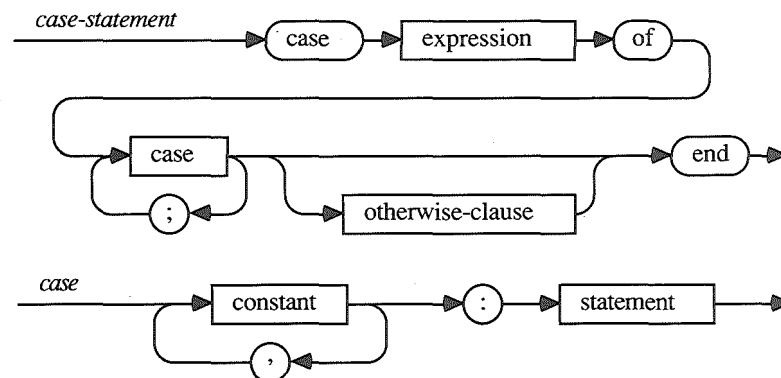 case-statement
case expression of
case end
;
otherwise-clause
case
constant : statement
,